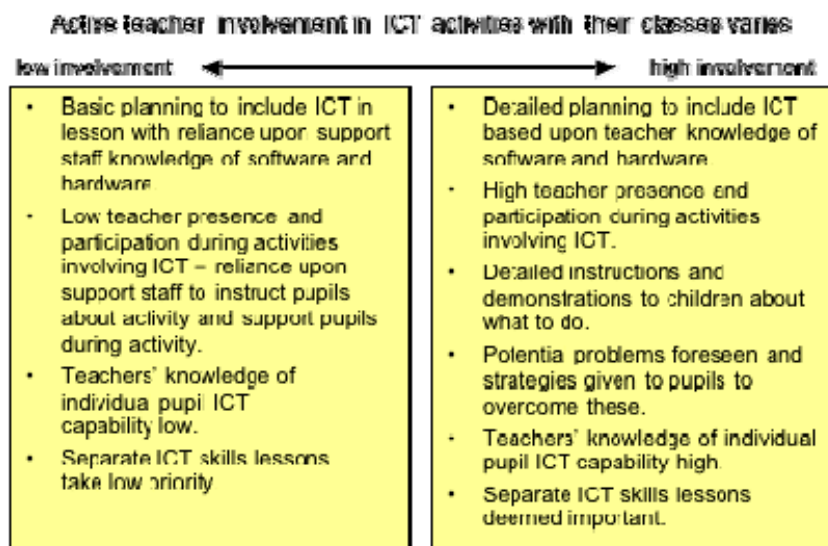 Active teacher involvement in ICT activities with their classes varies
low involvement
high involvement
• Basic planning to include ICT in
lesson with reliance upon support
staff knowledge of software and
hardware.
• Low teacher presence and
participation during activities
involving ICT – reliance upon
support staff to instruct pupils
about activity and support pupils
during activity.
• Teachers' knowledge of
individua pupil ICT
capability low.
• Separate ICT skills lessons
take low priority
• Detailed planning to include ICT
based upon teacher knowledge of
software and hardware
• High teacher presence and
participation during activities
involving ICT.
• Detailed instructions and
demonstrations to children about
what to do.
• Potentia problems foreseen and
strategies given to pupils to
overcome these.
• Teachers' knowledge of individual
pupil ICT capability high.
• Separate ICT skills lessons
deemed important.